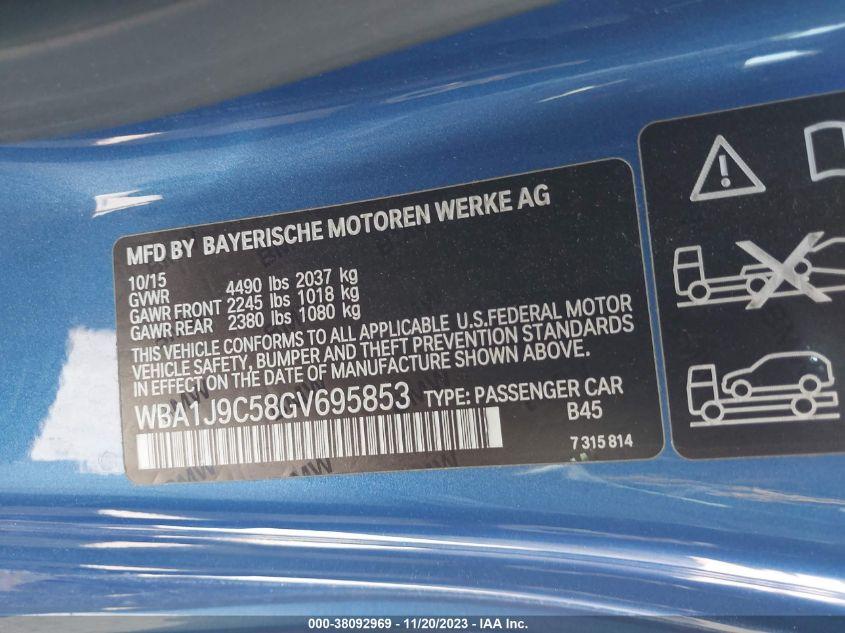 MFD BY BAYERISCHE MOTOREN WERKE AG
10/15
GVWR 4490 lbs 2037 kg
GAWR FRONT 2245 lbs 1018 kg
GAWR REAR 2380 lbs 1080 kg
THIS VEHICLE CONFORMS TO ALL APPLICABLE U.S.FEDERAL MOTOR
VEHICLE SAFETY, BUMPER AND THEFT PREVENTION STANDARDS
IN EFFECT ON THE DATE OF MANUFACTURE SHOWN ABOVE.
WBA1J9C58GV695853 TYPE: PASSENGER CAR
B45
7 315 814
000-38092969 - 11/20/2023 - IAA Inc.